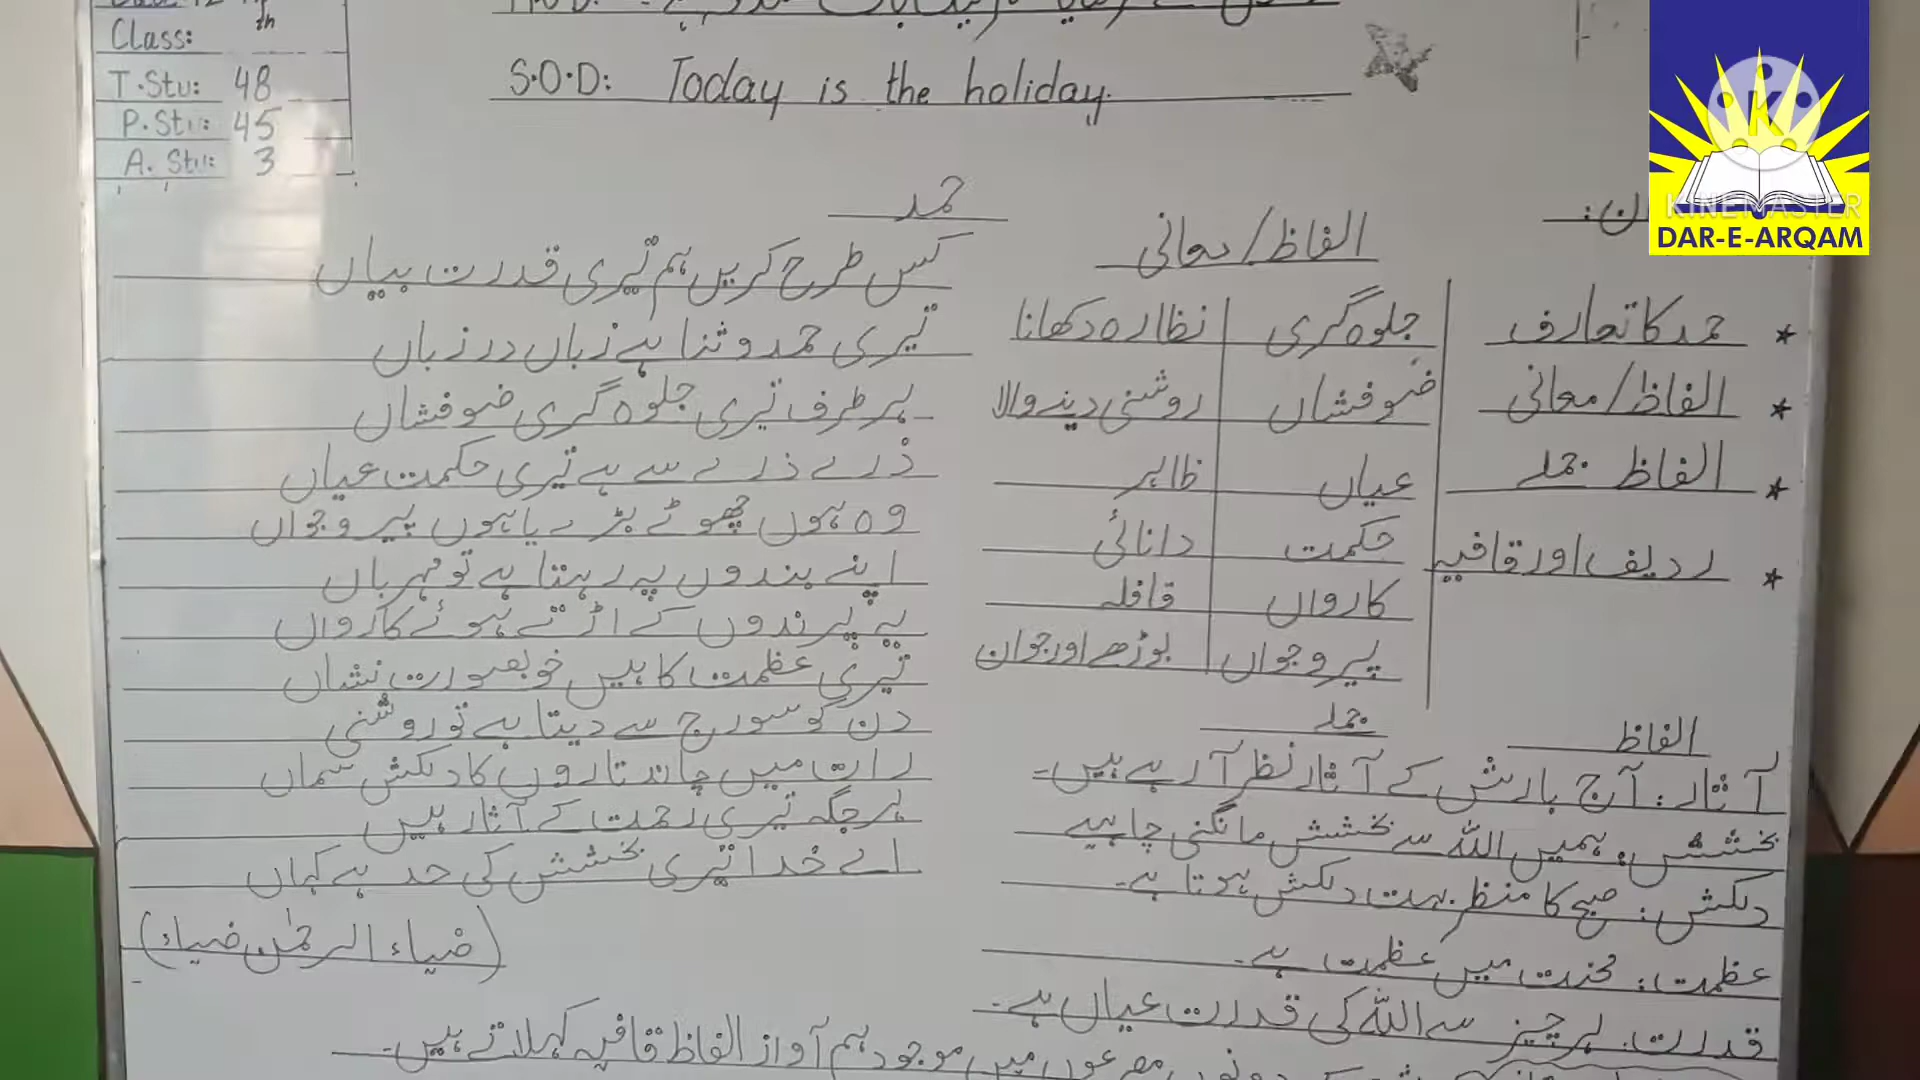 Class:
th
T.Stu: 48
P.Stu: 45
A. Stu: 3
S.O.D: Today is the holiday.
KINEMASTER
DAR-E-ARQAM
حمد
کس طرح کریں ہم تیری قدرت بیاں
تیری حمد و ثنا ہے زباں در زباں
ہر طرف تیری جلوہ گری ضوفشاں
ذرے ذرے سے ہے تیری حکمت عیاں
وہ ہوں چھوٹے بڑے یا ہوں پیر و جواں
اپنے بندوں پہ رہتا ہے تو مہرباں
یہ پرندوں کے اڑتے ہوئے کارواں
تیری عظمت کا ہیں خوبصورت نشاں
دن کو سورج سے دیتا ہے تو روشنی
رات میں چاند تاروں کا دلکش سماں
ہر جگہ تیری رحمت کے آثار ہیں
اے خدا تیری بخشش کی حد ہے کہاں
(ضیاء الرحمٰن ضیاء)
الفاظ/معانی
جلوہ گری نظارہ دکھانا
ضوفشاں روشنی دینے والا
عیاں ظاہر
حکمت دانائی
کارواں قافلہ
پیر و جواں بوڑھے اور جوان
* حمد کا تعارف
* الفاظ/معانی
* الفاظ جملے
* ردیف اور قافیہ
الفاظ جملے
آثار: آج بارش کے آثار نظر آ رہے ہیں۔
بخشش: ہمیں اللہ سے بخشش مانگنی چاہیے
دلکش: صبح کا منظر بہت دلکش ہوتا ہے۔
عظمت: محنت میں عظمت ہے۔
قدرت: ہر چیز سے اللہ کی قدرت عیاں ہے۔
مصرعوں میں موجود ہم آواز الفاظ قافیہ کہلاتے ہیں۔